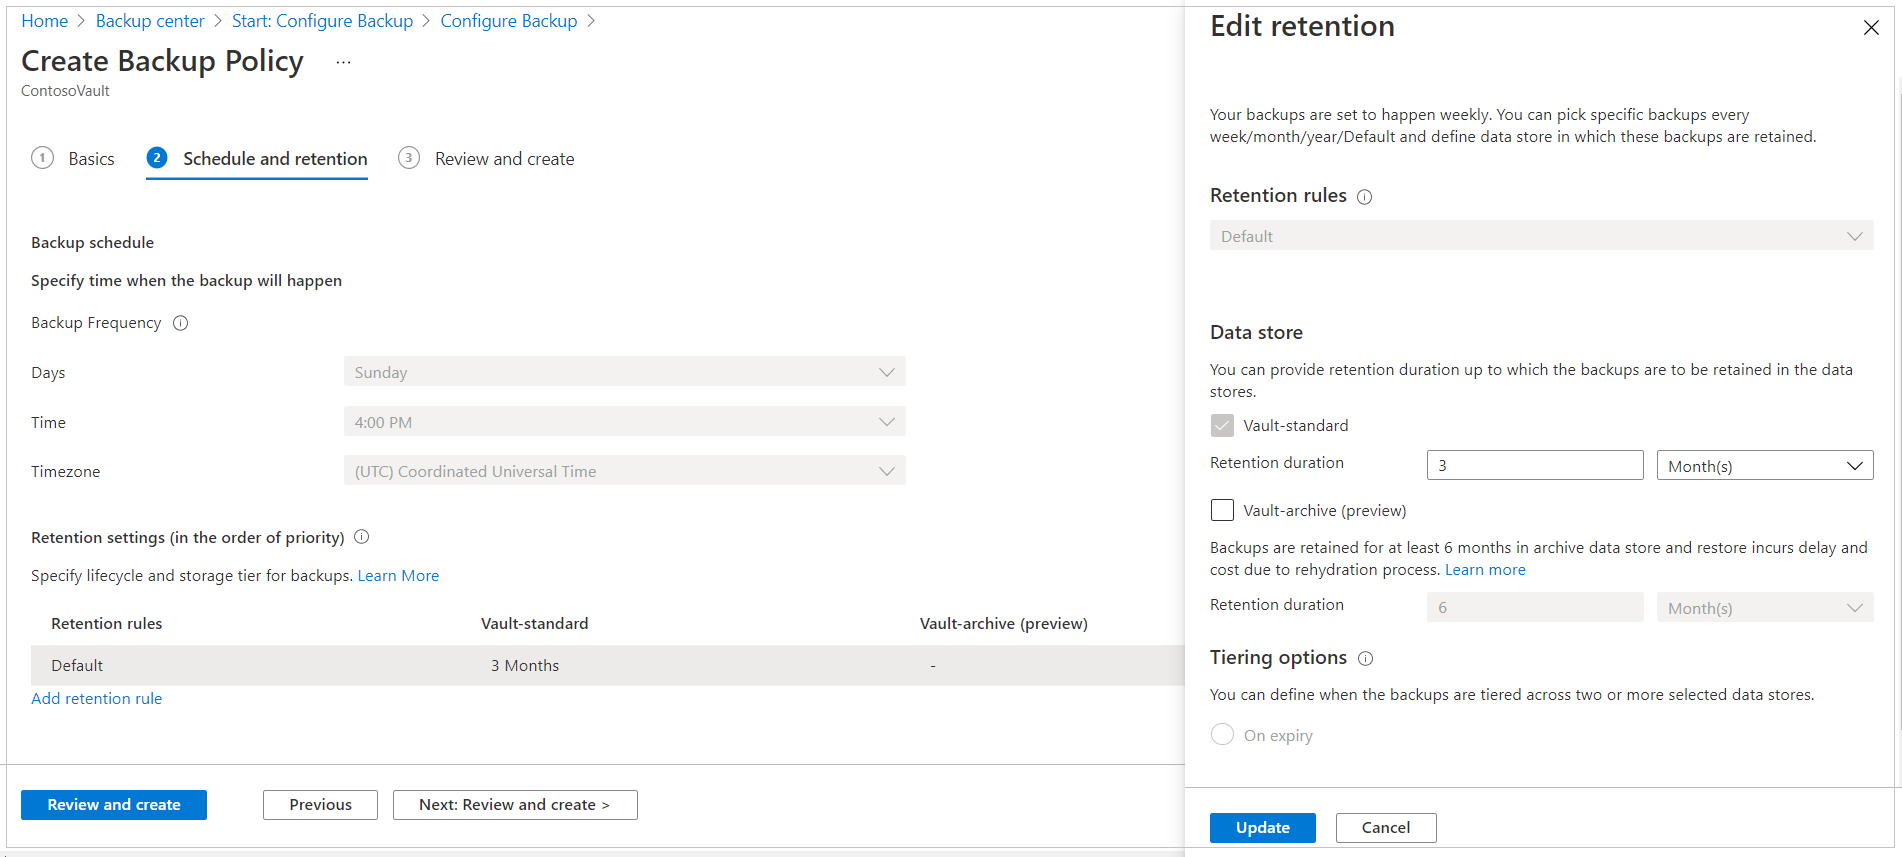 Home > Backup center > Start: Configure Backup > Configure Backup >
Create Backup Policy ...
ContosoVault
1 Basics
2 Schedule and retention
3 Review and create
Backup schedule
Specify time when the backup will happen
Backup Frequency
Days Sunday
Time 4:00 PM
Timezone (UTC) Coordinated Universal Time
Retention settings (in the order of priority)
Specify lifecycle and storage tier for backups. Learn More
Retention rules Vault-standard Vault-archive (preview)
Default 3 Months -
Add retention rule
Review and create
Previous
Next: Review and create >
Edit retention
Your backups are set to happen weekly. You can pick specific backups every
week/month/year/Default and define data store in which these backups are retained.
Retention rules
Default
Data store
You can provide retention duration up to which the backups are to be retained in the data
stores.
Vault-standard
Retention duration 3 Month(s)
Vault-archive (preview)
Backups are retained for at least 6 months in archive data store and restore incurs delay and
cost due to rehydration process. Learn more
Retention duration 6 Month(s)
Tiering options
You can define when the backups are tiered across two or more selected data stores.
On expiry
Update
Cancel